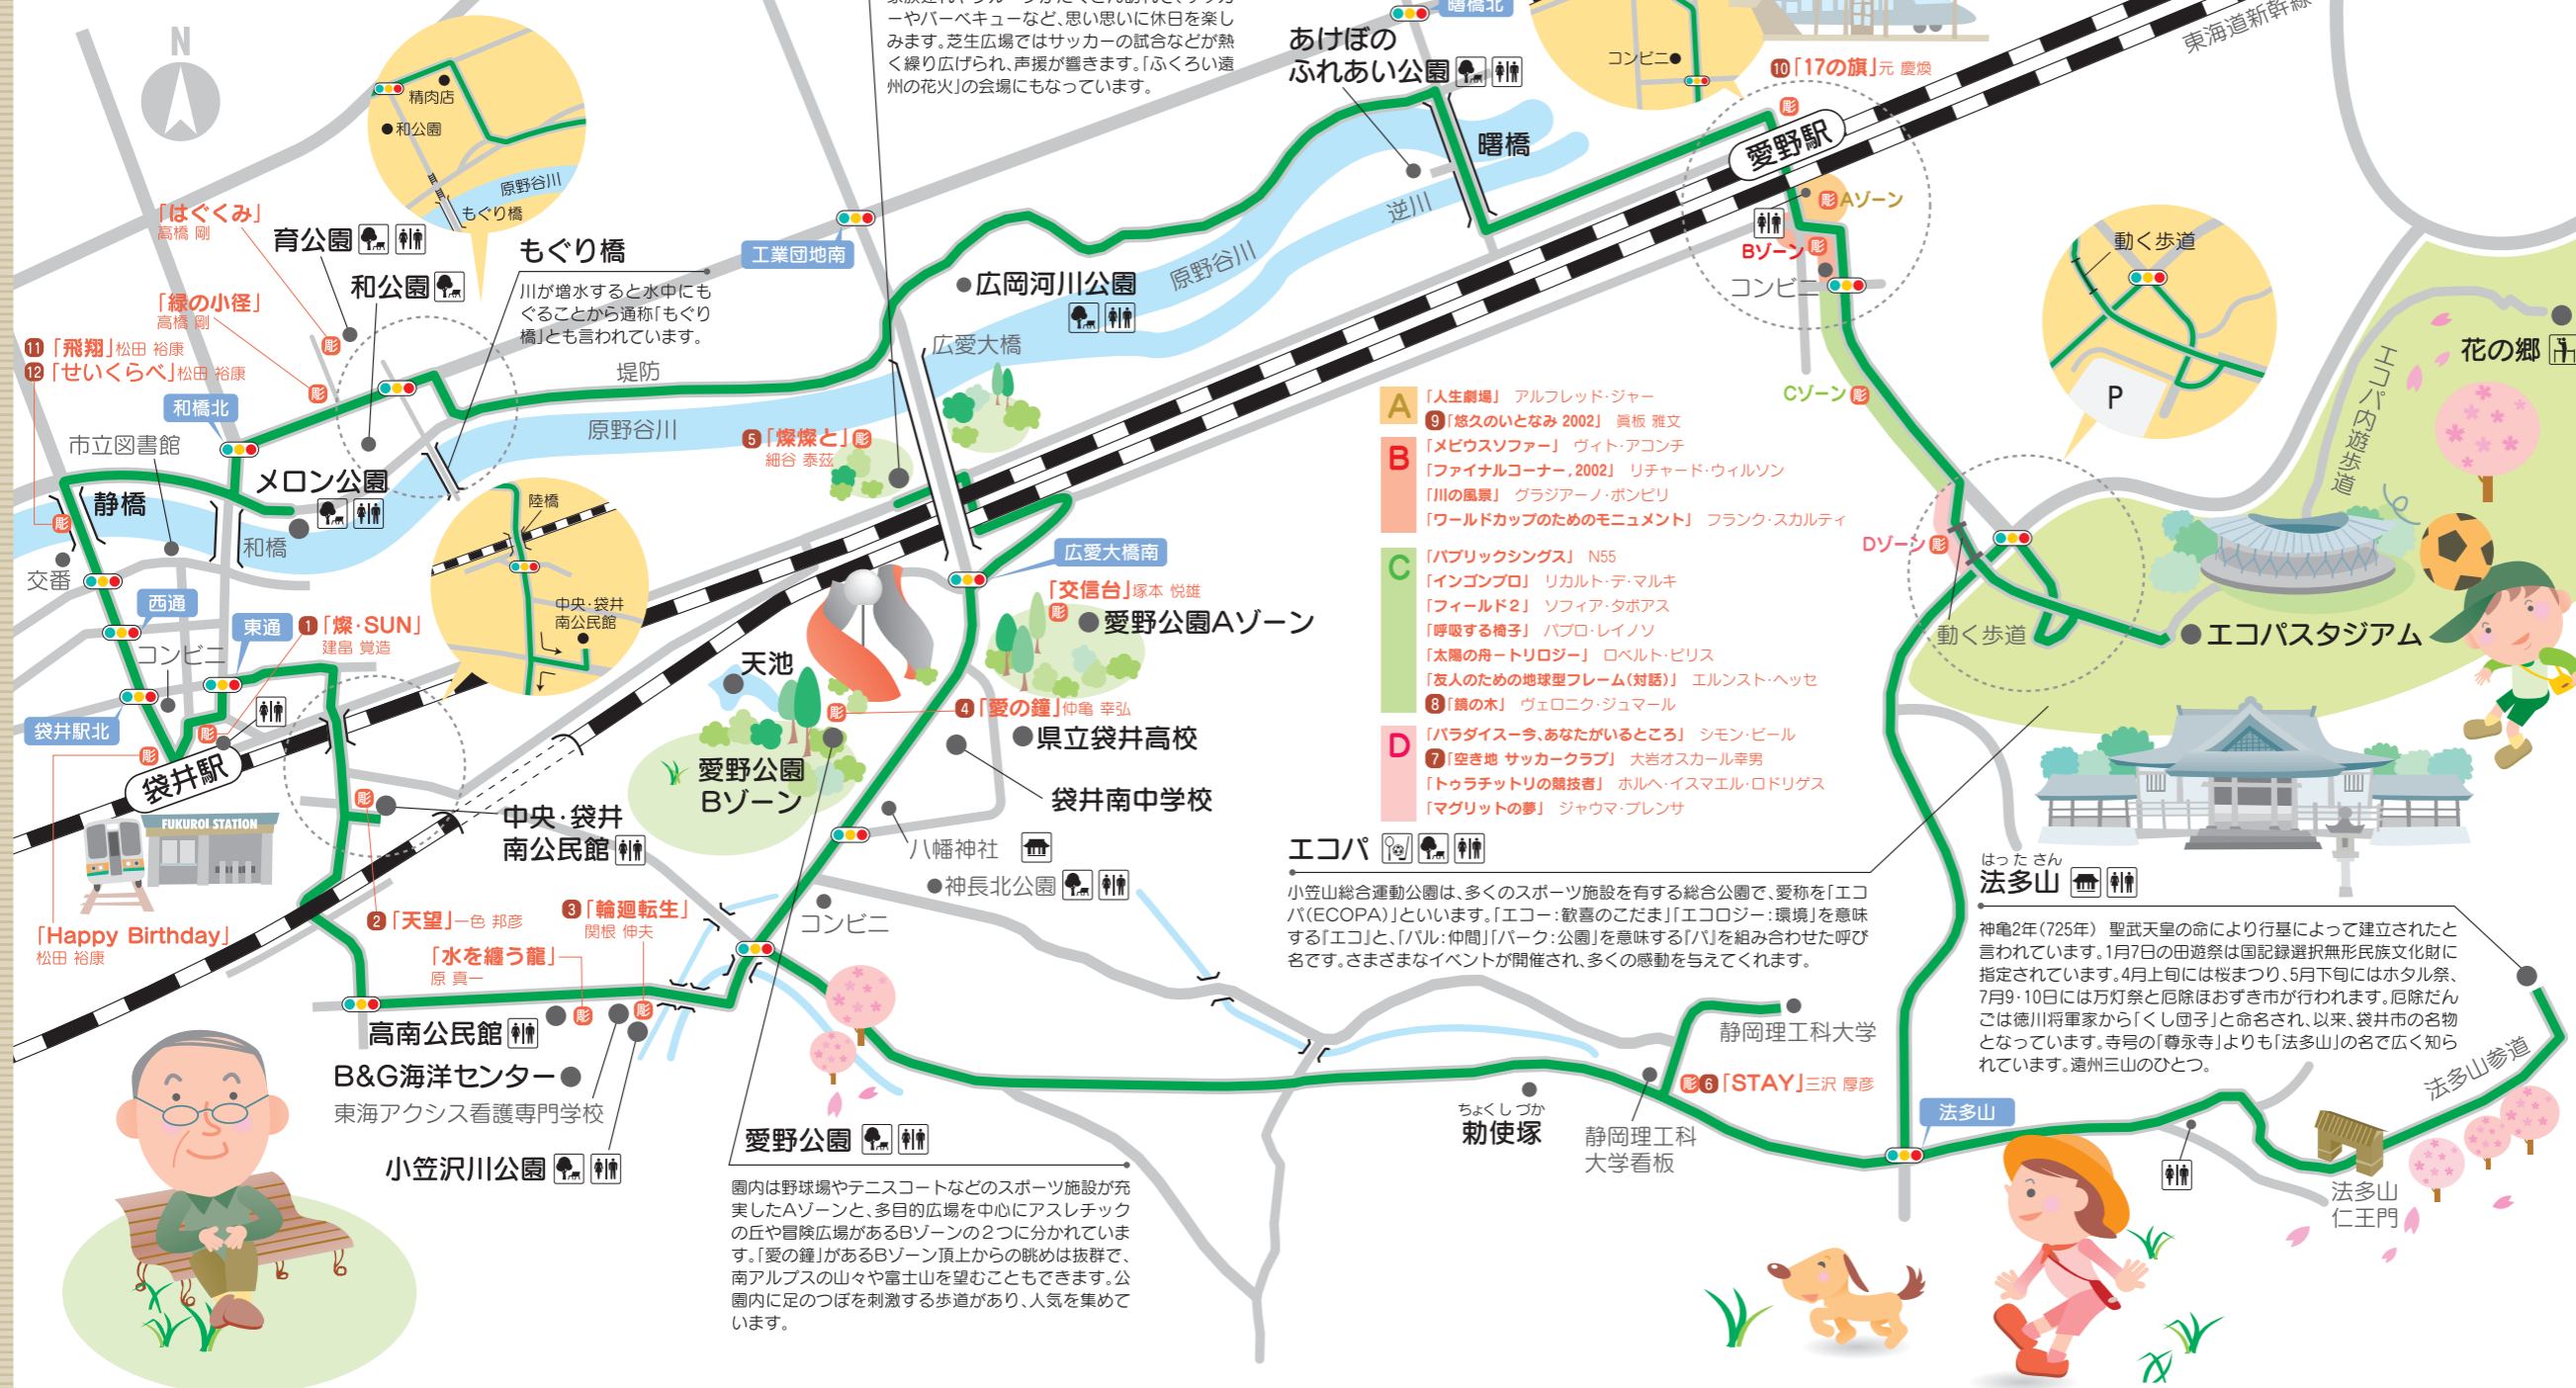 ーやバーベキューなど、思い思いに休日を楽し
みます。芝生広場ではサッカーの試合などが熱
く繰り広げられ、声援が響きます。「ふくろい遠
州の花火」の会場にもなっています。
曙橋北
あけぼの
ふれあい公園
曙橋
コンビニ
10「17の旗」元 慶煥
東海道新幹線
愛野駅
Aゾーン
Bゾーン
コンビニ
Cゾーン
Dゾーン
N
精肉店
和公園
原野谷川
もぐり橋
「はぐくみ」
高橋 剛
育公園
和公園
「緑の小径」
高橋 剛
11「飛翔」松田 裕康
12「せいくらべ」松田 裕康
和橋北
市立図書館
静橋
メロン公園
和橋
交番
もぐり橋
川が増水すると水中にも
ぐることから通称「もぐり
橋」とも言われています。
堤防
原野谷川
工業団地南
広岡河川公園
広愛大橋
原野谷川
逆川
5「燦燦と」
細谷 泰茲
陸橋
中央・袋井
南公民館
西通
東通
コンビニ
1「燦・SUN」
建畠 覚造
袋井駅北
袋井駅
FUKUROI STATION
「Happy Birthday」
松田 裕康
中央・袋井
南公民館
2「天望」一色 邦彦
3「輪廻転生」
関根 伸夫
「水を纏う龍」
原 真一
高南公民館
B&G海洋センター
東海アクシス看護専門学校
小笠沢川公園
広愛大橋南
「交信台」塚本 悦雄
愛野公園Aゾーン
天池
4「愛の鐘」仲亀 幸弘
愛野公園
Bゾーン
県立袋井高校
袋井南中学校
八幡神社
神長北公園
コンビニ
愛野公園
園内は野球場やテニスコートなどのスポーツ施設が充
実したAゾーンと、多目的広場を中心にアスレチック
の丘や冒険広場があるBゾーンの2つに分かれていま
す。「愛の鐘」があるBゾーン頂上からの眺めは抜群で、
南アルプスの山々や富士山を望むこともできます。公
園内に足のつぼを刺激する歩道があり、人気を集めて
います。
A
「人生劇場」 アルフレッド・ジャー
9「悠久のいとなみ 2002」 眞板 雅文
B
「メビウスソファー」 ヴィト・アコンチ
「ファイナルコーナー,2002」 リチャード・ウィルソン
「川の風景」 グラジアーノ・ポンピリ
「ワールドカップのためのモニュメント」 フランク・スカルティ
C
「パブリックシングス」 N55
「インゴンブロ」 リカルト・デ・マルキ
「フィールド2」 ソフィア・タボアス
「呼吸する椅子」 パブロ・レイノソ
「太陽の舟ートリロジー」 ロベルト・ピリス
「友人のための地球型フレーム(対話)」 エルンスト・ヘッセ
8「鏡の木」 ヴェロニク・ジュマール
D
「パラダイスー今、あなたがいるところ」 シモン・ビール
7「空き地 サッカークラブ」 大岩オスカール幸男
「トゥラチットリの競技者」 ホルヘ・イスマエル・ロドリゲス
「マグリットの夢」 ジャウマ・プレンサ
エコパ
小笠山総合運動公園は、多くのスポーツ施設を有する総合公園で、愛称を「エコ
パ(ECOPA)」といいます。「エコー:歓喜のこだま」「エコロジー:環境」を意味
する『エコ』と、「パル:仲間」「パーク:公園」を意味する『パ』を組み合わせた呼び
名です。さまざまなイベントが開催され、多くの感動を与えてくれます。
動く歩道
P
エコパ内遊歩道
花の郷
動く歩道
エコパスタジアム
はったさん
法多山
神亀2年(725年) 聖武天皇の命により行基によって建立されたと
言われています。1月7日の田遊祭は国記録選択無形民族文化財に
指定されています。4月上旬には桜まつり、5月下旬にはホタル祭、
7月9・10日には万灯祭と厄除ほおずき市が行われます。厄除だん
ごは徳川将軍家から「くし団子」と命名され、以来、袋井市の名物
となっています。寺号の「尊永寺」よりも「法多山」の名で広く知ら
れています。遠州三山のひとつ。
静岡理工科大学
彫6「STAY」三沢 厚彦
ちょくしづか
勅使塚
静岡理工科
大学看板
法多山
法多山参道
法多山
仁王門